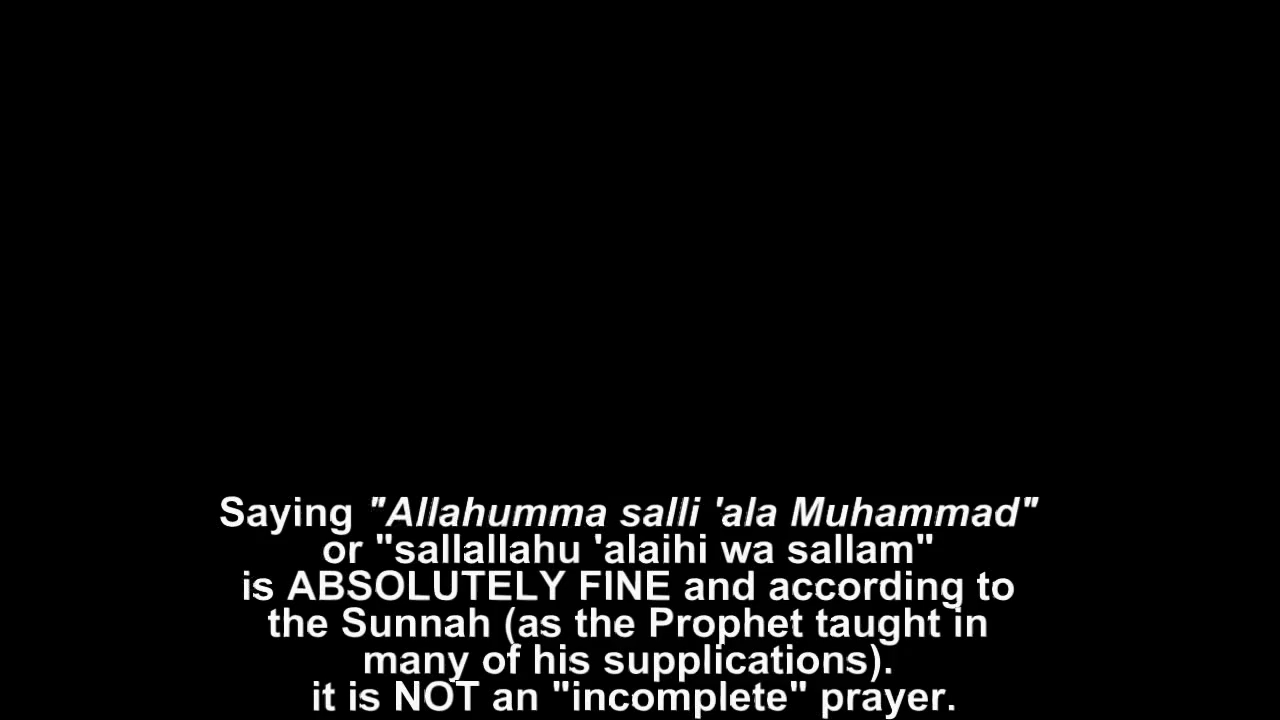 Saying "Allahumma salli 'ala Muhammad"
or "sallallahu 'alaihi wa sallam"
is ABSOLUTELY FINE and according to
the Sunnah (as the Prophet taught in
many of his supplications).
it is NOT an "incomplete" prayer.